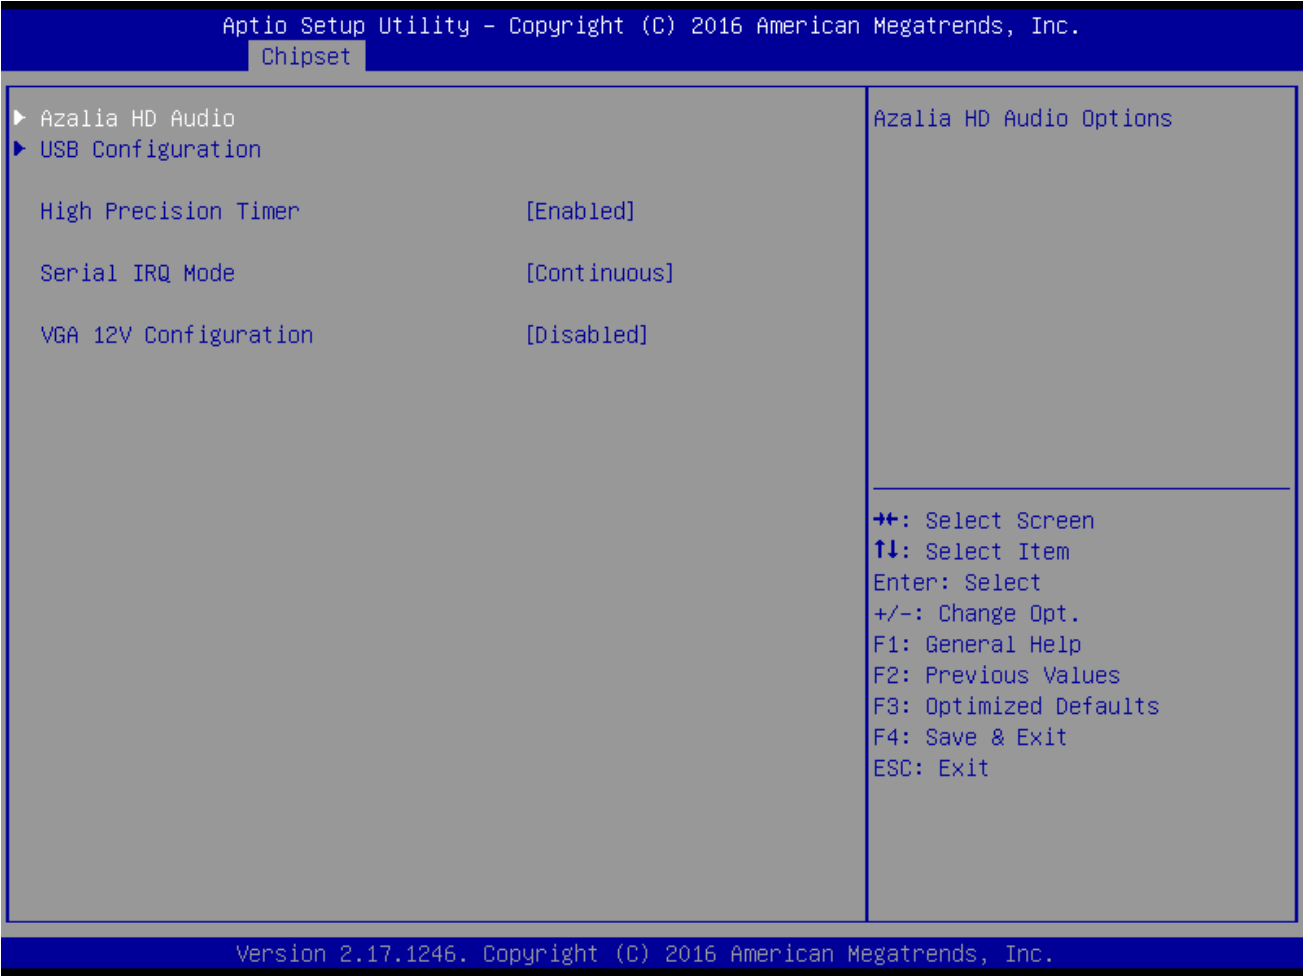 Aptio Setup Utility – Copyright (C) 2016 American Megatrends, Inc.
Chipset
Azalia HD Audio
USB Configuration
High Precision Timer [Enabled]
Serial IRQ Mode [Continuous]
VGA 12V Configuration [Disabled]
Azalia HD Audio Options
→←: Select Screen
↑↓: Select Item
Enter: Select
+/-: Change Opt.
F1: General Help
F2: Previous Values
F3: Optimized Defaults
F4: Save & Exit
ESC: Exit
Version 2.17.1246. Copyright (C) 2016 American Megatrends, Inc.